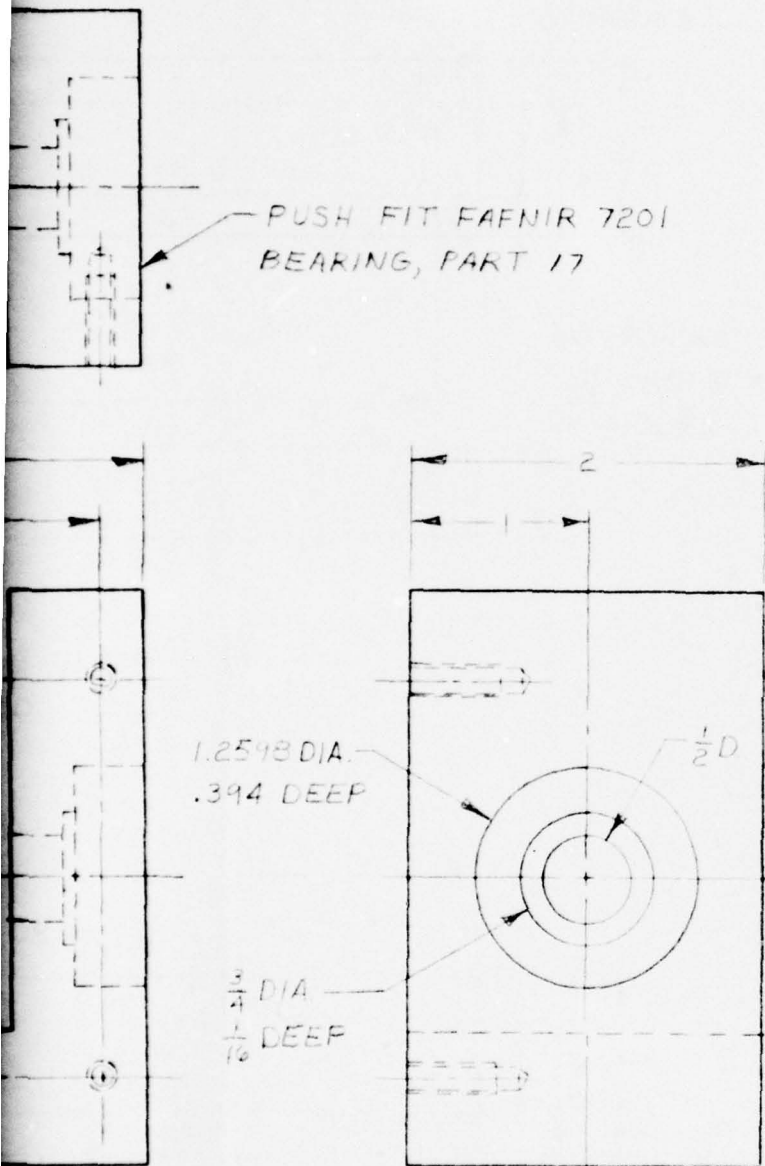 PUSH FIT FAFNIR 7201
BEARING, PART 17
2
1
1.2598 DIA.
.394 DEEP
1/2 D
3/4 DIA
1/16 DEEP